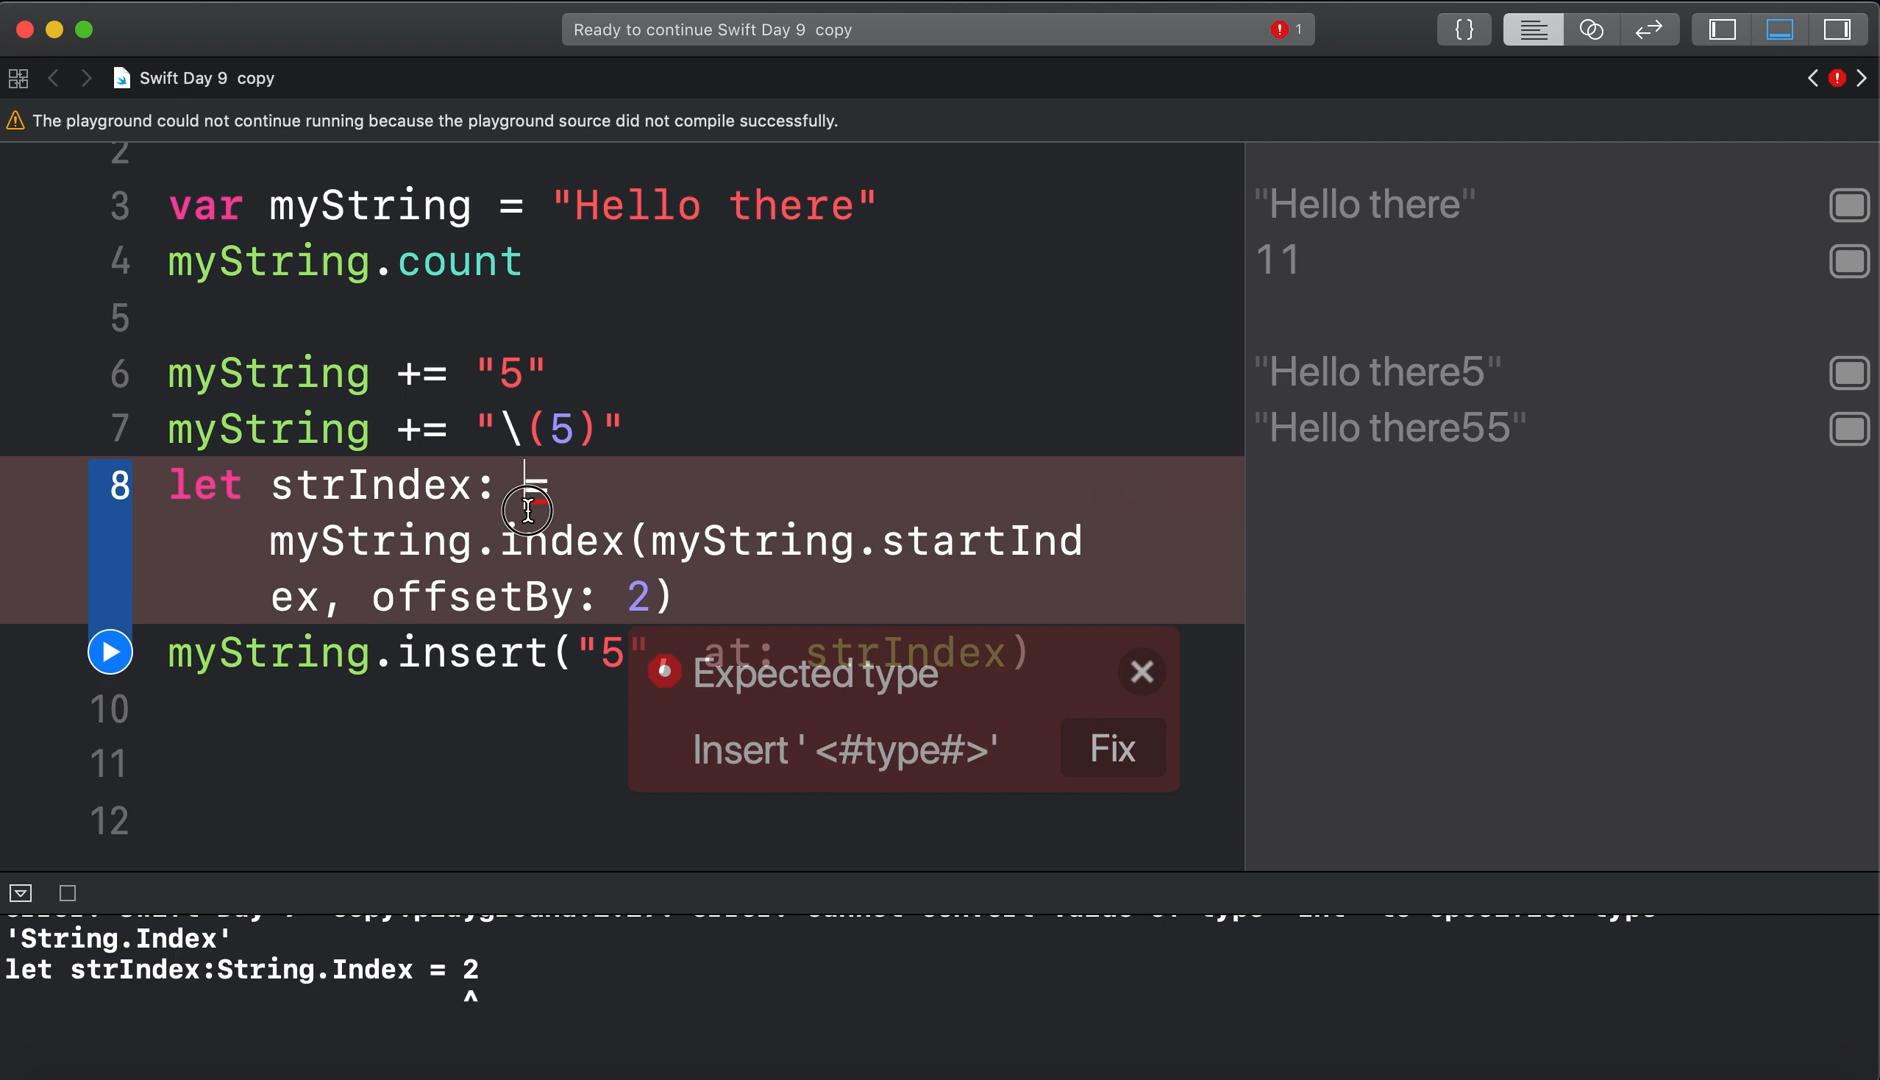 Ready to continue Swift Day 9 copy
1
{}
Swift Day 9 copy
The playground could not continue running because the playground source did not compile successfully.
2
3 var myString = "Hello there"
"Hello there"
4 myString.count
11
5
6 myString += "5"
"Hello there5"
7 myString += "\(5)"
"Hello there55"
8 let strIndex: =
myString.index(myString.startInd
ex, offsetBy: 2)
myString.insert("5", at: strIndex)
Expected type
Insert ' <#type#>'
Fix
10
11
12
'String.Index'
let strIndex:String.Index = 2
^